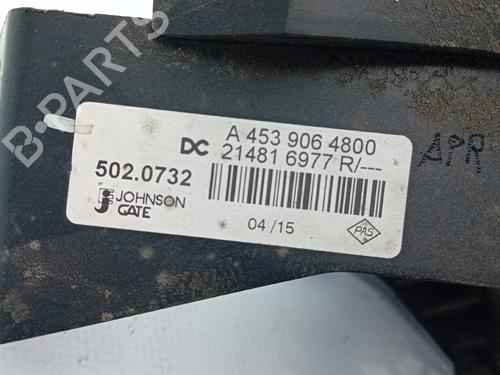 B-PARTS
A 453 906 4800
DC 21481 6977 R/---
502.0732
JOHNSON
GATE
04/15
PAS
APR